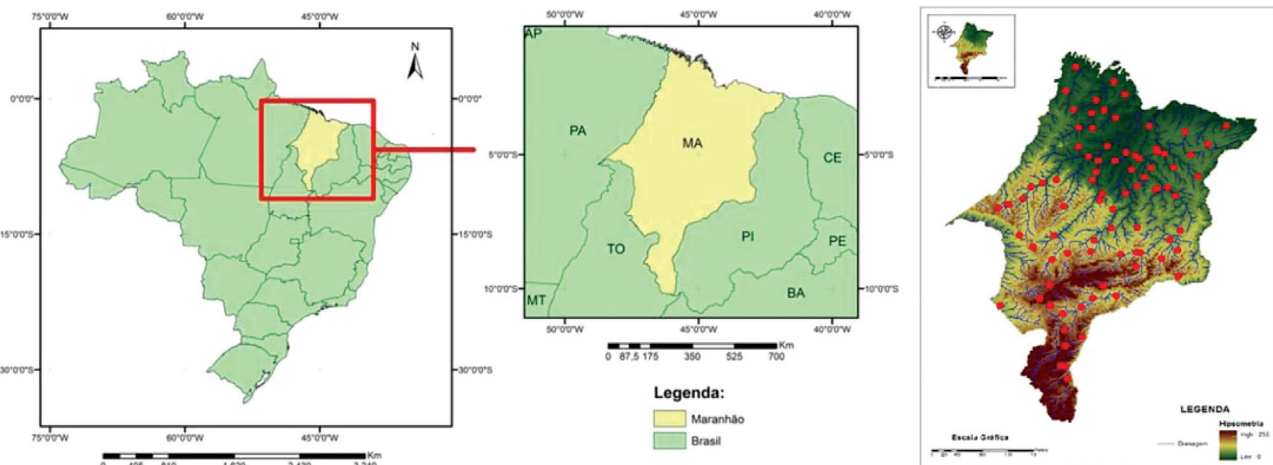 75°0'0"W 60°0'0"W 45°0'0"W
N
0°0'0"
15°0'0"S
30°0'0"S
0°0'0"
15°0'0"S
30°0'0"S
75°0'0"W 60°0'0"W 45°0'0"W
Km
50°0'0"W 45°0'0"W 40°0'0"W
AP
PA
MA
CE
TO
PI
PE
MT
BA
5°0'0"S
10°0'0"S
5°0'0"S
10°0'0"S
50°0'0"W 45°0'0"W 40°0'0"W
Km
0 87,5 175 350 525 700
Legenda:
Maranhão
Brasil
LEGENDA
Hipsometria
High : 255
Low : 0
Drenagem
Escala Gráfica